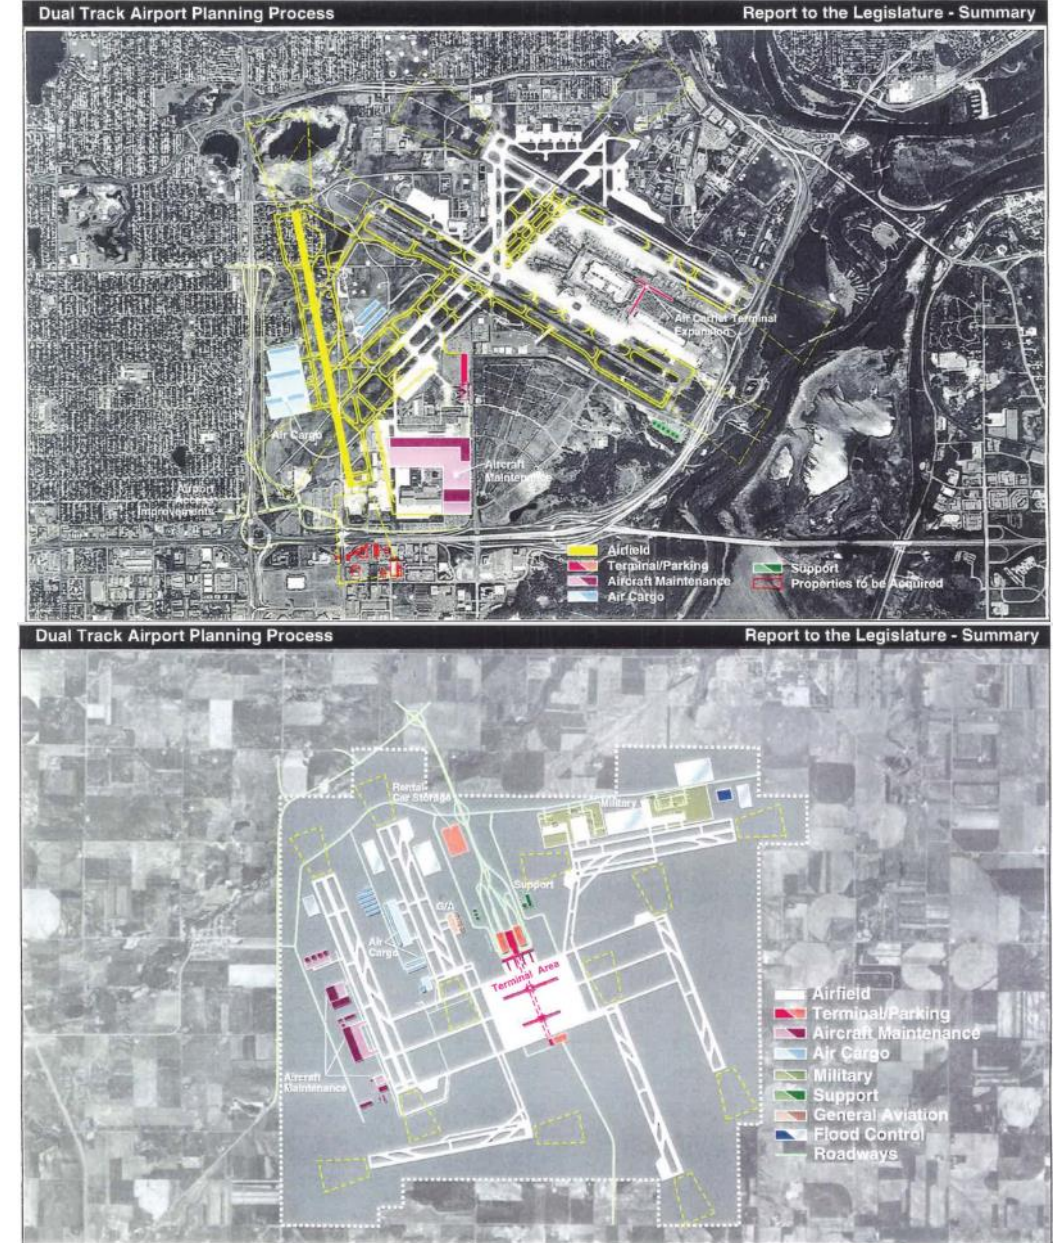 Dual Track Airport Planning Process
Report to the Legislature - Summary
Air Carrier Terminal
Expansion
Air Cargo
Aircraft
Maintenance
Airport
Access
Improvements
Airfield
Terminal/Parking
Aircraft Maintenance
Air Cargo
Support
Properties to be Acquired
Dual Track Airport Planning Process
Report to the Legislature - Summary
Rental
Car Storage
Military
Support
G/A
Air
Cargo
Terminal Area
Aircraft
Maintenance
Airfield
Terminal/Parking
Aircraft Maintenance
Air Cargo
Military
Support
General Aviation
Flood Control
Roadways